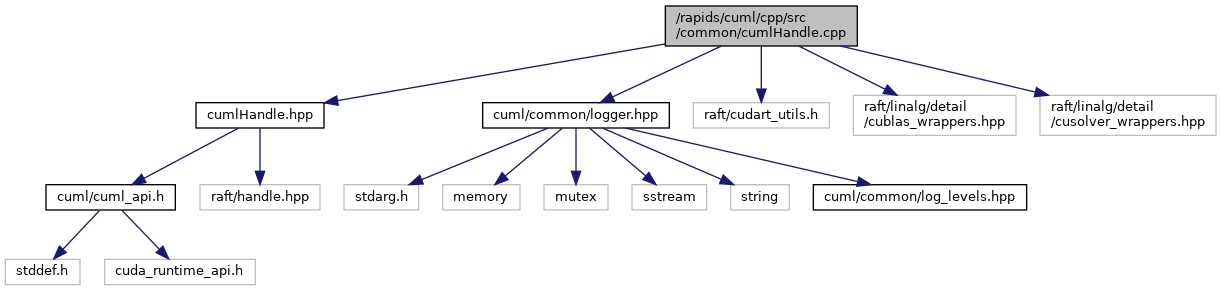 /rapids/cuml/cpp/src
/common/cumlHandle.cpp
cumlHandle.hpp
cuml/common/logger.hpp
raft/cudart_utils.h
raft/linalg/detail
/cublas_wrappers.hpp
raft/linalg/detail
/cusolver_wrappers.hpp
cuml/cuml_api.h
raft/handle.hpp
stdarg.h
memory
mutex
sstream
string
cuml/common/log_levels.hpp
stddef.h
cuda_runtime_api.h